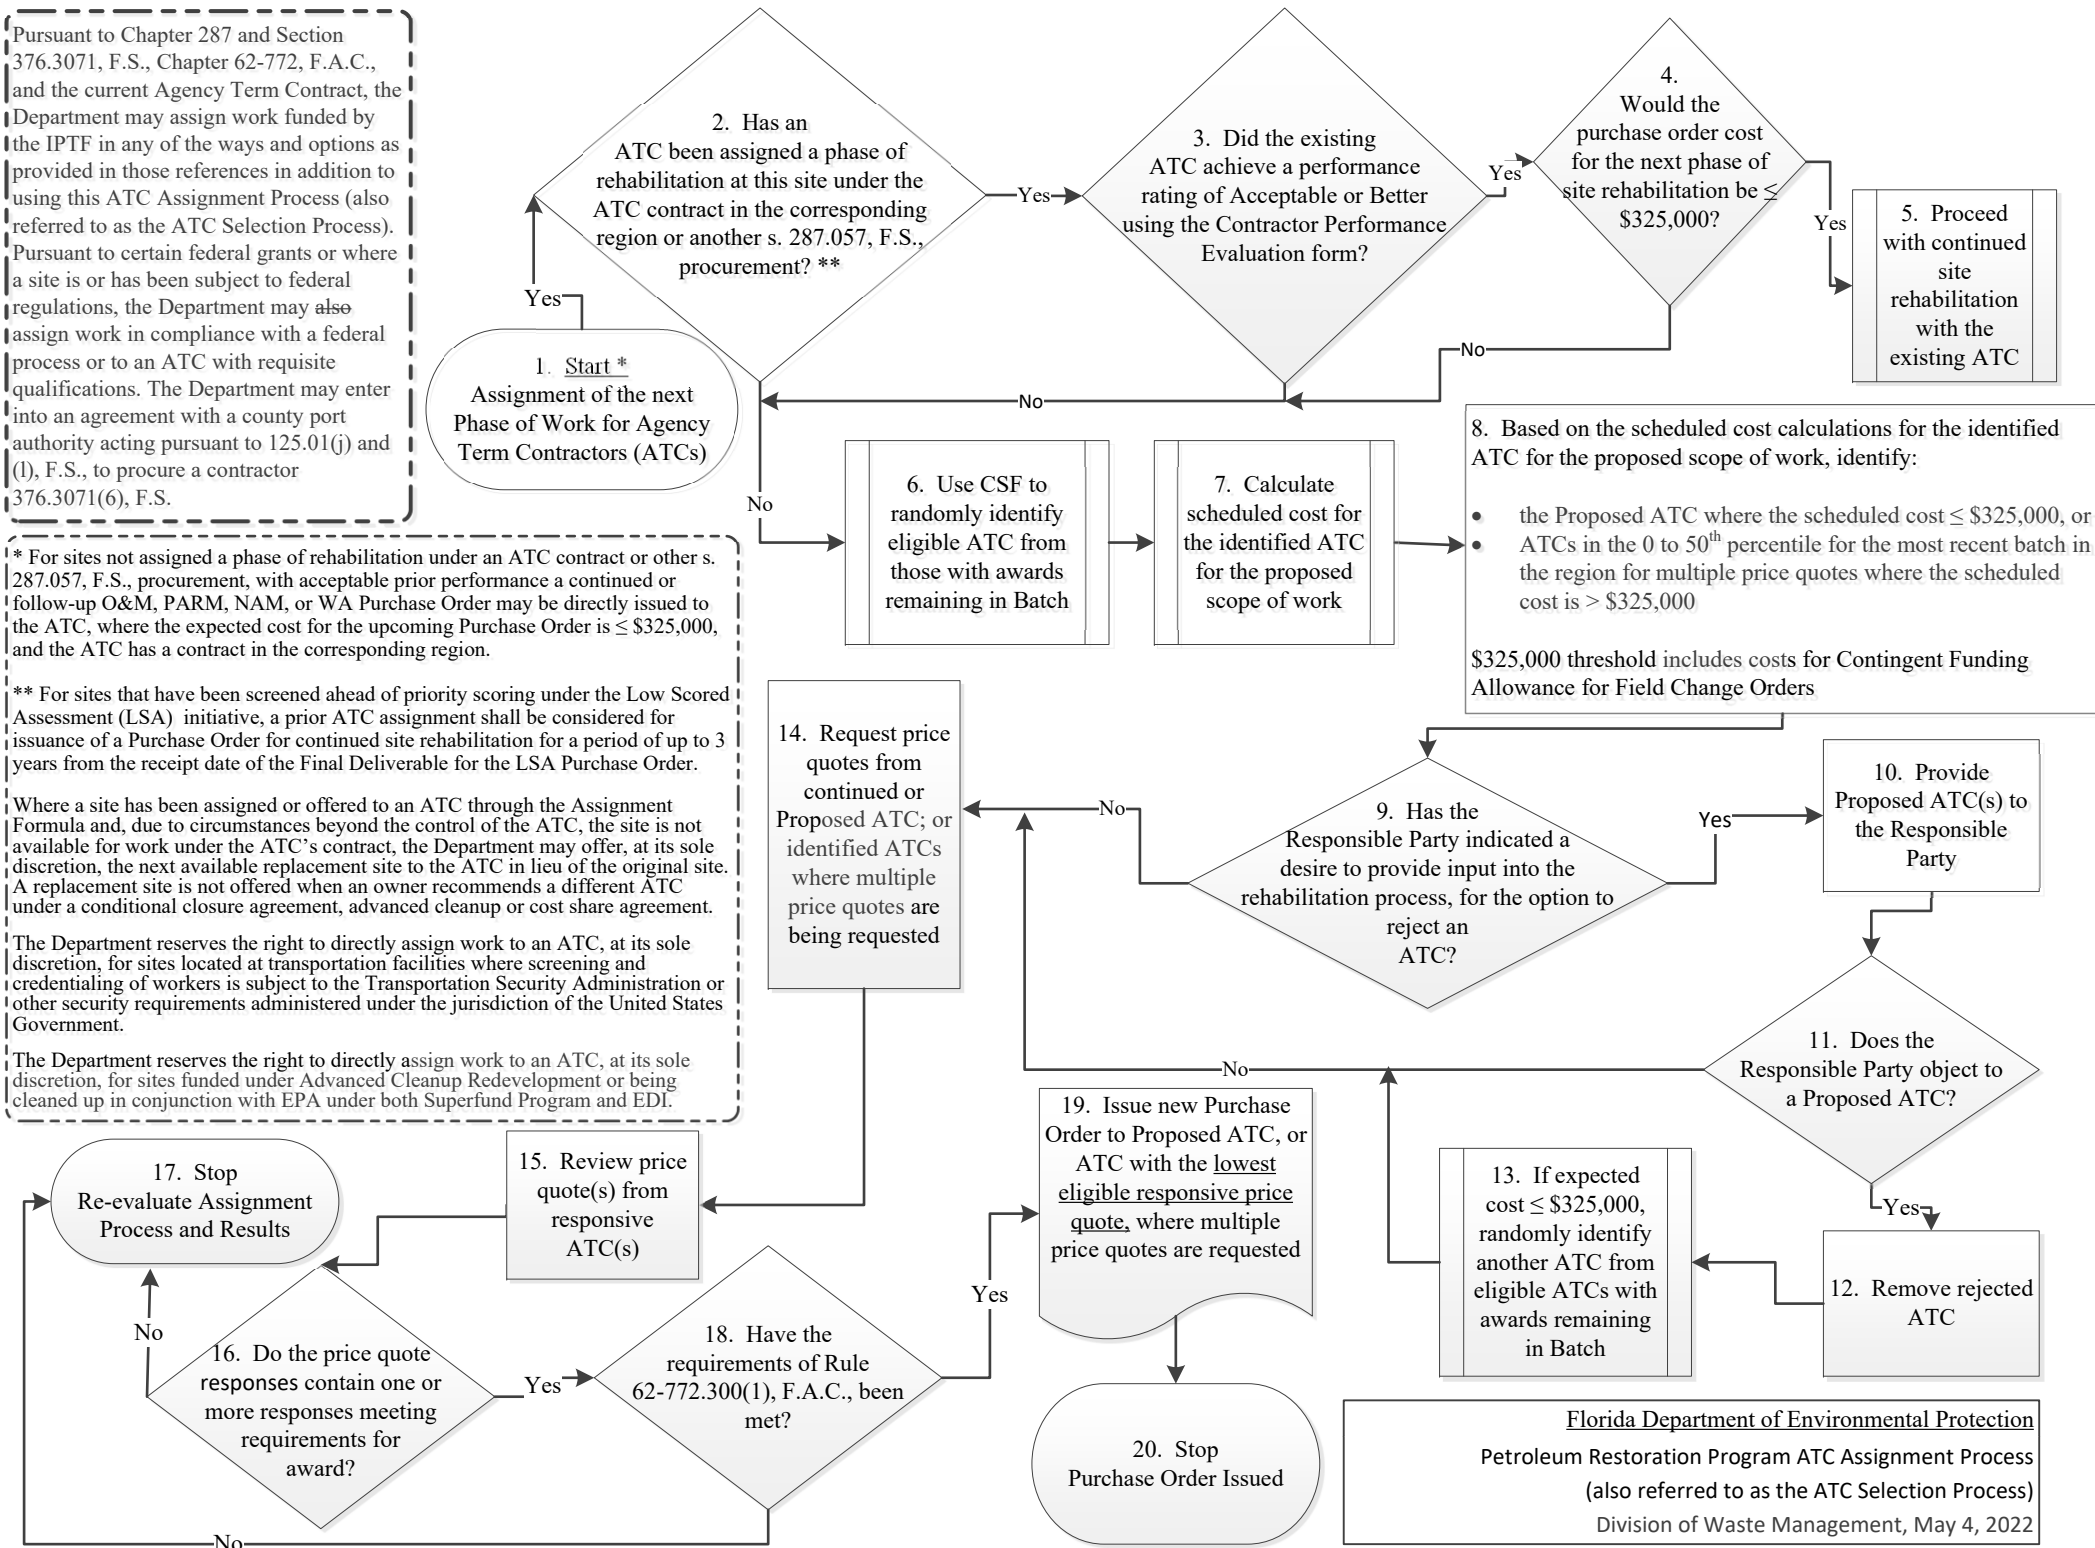 Pursuant to Chapter 287 and Section
376.3071, F.S., Chapter 62-772, F.A.C.,
and the current Agency Term Contract, the
Department may assign work funded by
the IPTF in any of the ways and options as
provided in those references in addition to
using this ATC Assignment Process (also
referred to as the ATC Selection Process).
Pursuant to certain federal grants or where
a site is or has been subject to federal
regulations, the Department may also
assign work in compliance with a federal
process or to an ATC with requisite
qualifications. The Department may enter
into an agreement with a county port
authority acting pursuant to 125.01(j) and
(l), F.S., to procure a contractor
376.3071(6), F.S.
* For sites not assigned a phase of rehabilitation under an ATC contract or other s.
287.057, F.S., procurement, with acceptable prior performance a continued or
follow-up O&M, PARM, NAM, or WA Purchase Order may be directly issued to
the ATC, where the expected cost for the upcoming Purchase Order is ≤ $325,000,
and the ATC has a contract in the corresponding region.
** For sites that have been screened ahead of priority scoring under the Low Scored
Assessment (LSA) initiative, a prior ATC assignment shall be considered for
issuance of a Purchase Order for continued site rehabilitation for a period of up to 3
years from the receipt date of the Final Deliverable for the LSA Purchase Order.
Where a site has been assigned or offered to an ATC through the Assignment
Formula and, due to circumstances beyond the control of the ATC, the site is not
available for work under the ATC's contract, the Department may offer, at its sole
discretion, the next available replacement site to the ATC in lieu of the original site.
A replacement site is not offered when an owner recommends a different ATC
under a conditional closure agreement, advanced cleanup or cost share agreement.
The Department reserves the right to directly assign work to an ATC, at its sole
discretion, for sites located at transportation facilities where screening and
credentialing of workers is subject to the Transportation Security Administration or
other security requirements administered under the jurisdiction of the United States
Government.
The Department reserves the right to directly assign work to an ATC, at its sole
discretion, for sites funded under Advanced Cleanup Redevelopment or being
cleaned up in conjunction with EPA under both Superfund Program and EDI.
1. Start *
Assignment of the next
Phase of Work for Agency
Term Contractors (ATCs)
Yes
2. Has an
ATC been assigned a phase of
rehabilitation at this site under the
ATC contract in the corresponding
region or another s. 287.057, F.S.,
procurement? **
Yes
No
3. Did the existing
ATC achieve a performance
rating of Acceptable or Better
using the Contractor Performance
Evaluation form?
Yes
No
4.
Would the
purchase order cost
for the next phase of
site rehabilitation be ≤
$325,000?
Yes
No
5. Proceed
with continued
site
rehabilitation
with the
existing ATC
6. Use CSF to
randomly identify
eligible ATC from
those with awards
remaining in Batch
7. Calculate
scheduled cost for
the identified ATC
for the proposed
scope of work
8. Based on the scheduled cost calculations for the identified
ATC for the proposed scope of work, identify:
• the Proposed ATC where the scheduled cost ≤ $325,000, or
• ATCs in the 0 to 50th percentile for the most recent batch in
the region for multiple price quotes where the scheduled
cost is > $325,000
$325,000 threshold includes costs for Contingent Funding
Allowance for Field Change Orders
9. Has the
Responsible Party indicated a
desire to provide input into the
rehabilitation process, for the option to
reject an
ATC?
No
Yes
10. Provide
Proposed ATC(s) to
the Responsible
Party
11. Does the
Responsible Party object to
a Proposed ATC?
No
Yes
12. Remove rejected
ATC
13. If expected
cost ≤ $325,000,
randomly identify
another ATC from
eligible ATCs with
awards remaining
in Batch
14. Request price
quotes from
continued or
Proposed ATC; or
identified ATCs
where multiple
price quotes are
being requested
15. Review price
quote(s) from
responsive
ATC(s)
16. Do the price quote
responses contain one or
more responses meeting
requirements for
award?
No
Yes
17. Stop
Re-evaluate Assignment
Process and Results
18. Have the
requirements of Rule
62-772.300(1), F.A.C., been
met?
No
Yes
19. Issue new Purchase
Order to Proposed ATC, or
ATC with the lowest
eligible responsive price
quote, where multiple
price quotes are requested
20. Stop
Purchase Order Issued
Florida Department of Environmental Protection
Petroleum Restoration Program ATC Assignment Process
(also referred to as the ATC Selection Process)
Division of Waste Management, May 4, 2022